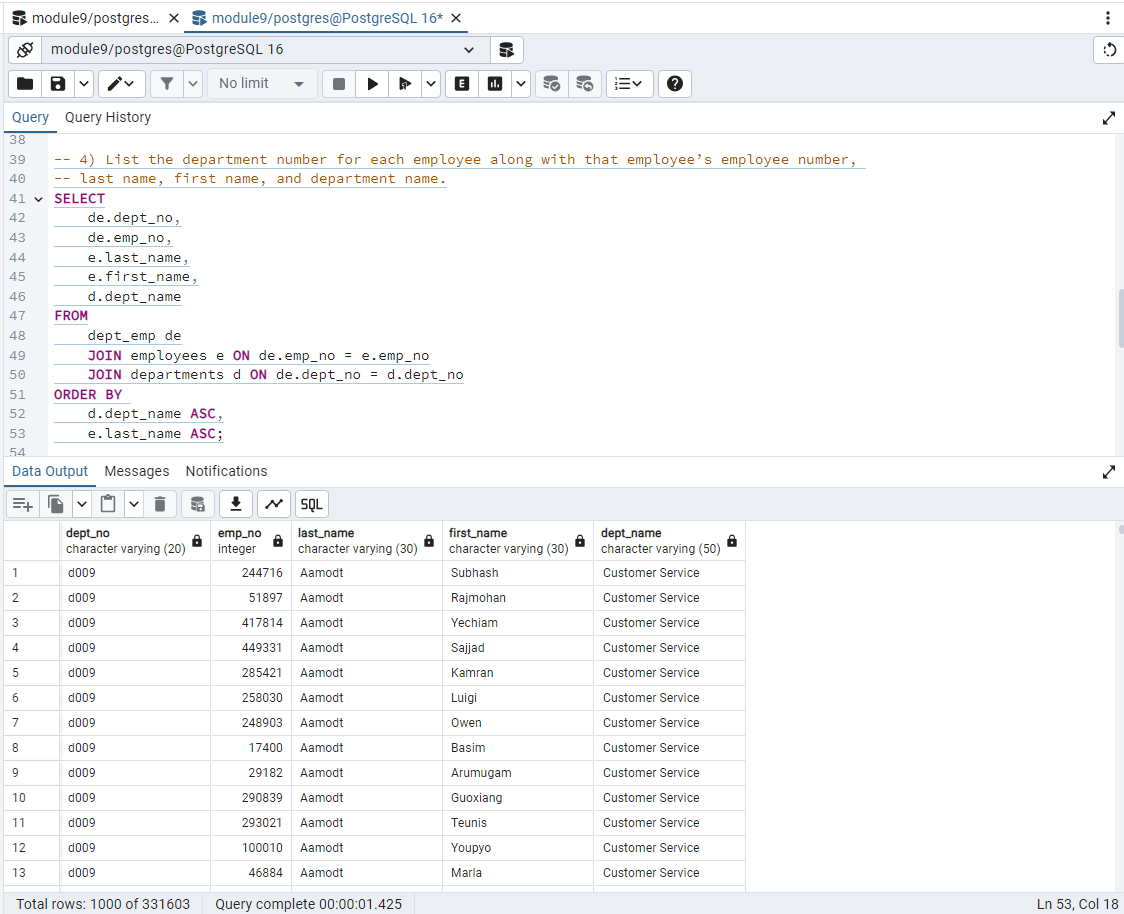 module9/postgres...
module9/postgres@PostgreSQL 16*
module9/postgres@PostgreSQL 16
No limit
E
Query Query History
38
39 -- 4) List the department number for each employee along with that employee’s employee number,
40 -- last name, first name, and department name.
41 SELECT
42 de.dept_no,
43 de.emp_no,
44 e.last_name,
45 e.first_name,
46 d.dept_name
47 FROM
48 dept_emp de
49 JOIN employees e ON de.emp_no = e.emp_no
50 JOIN departments d ON de.dept_no = d.dept_no
51 ORDER BY
52 d.dept_name ASC,
53 e.last_name ASC;
54
Data Output Messages Notifications
SQL
dept_no emp_no last_name first_name dept_name
character varying (20) integer character varying (30) character varying (30) character varying (50)
1 d009 244716 Aamodt Subhash Customer Service
2 d009 51897 Aamodt Rajmohan Customer Service
3 d009 417814 Aamodt Yechiam Customer Service
4 d009 449331 Aamodt Sajjad Customer Service
5 d009 285421 Aamodt Kamran Customer Service
6 d009 258030 Aamodt Luigi Customer Service
7 d009 248903 Aamodt Owen Customer Service
8 d009 17400 Aamodt Basim Customer Service
9 d009 29182 Aamodt Arumugam Customer Service
10 d009 290839 Aamodt Guoxiang Customer Service
11 d009 293021 Aamodt Teunis Customer Service
12 d009 100010 Aamodt Youpyo Customer Service
13 d009 46884 Aamodt Marla Customer Service
Total rows: 1000 of 331603 Query complete 00:00:01.425 Ln 53, Col 18